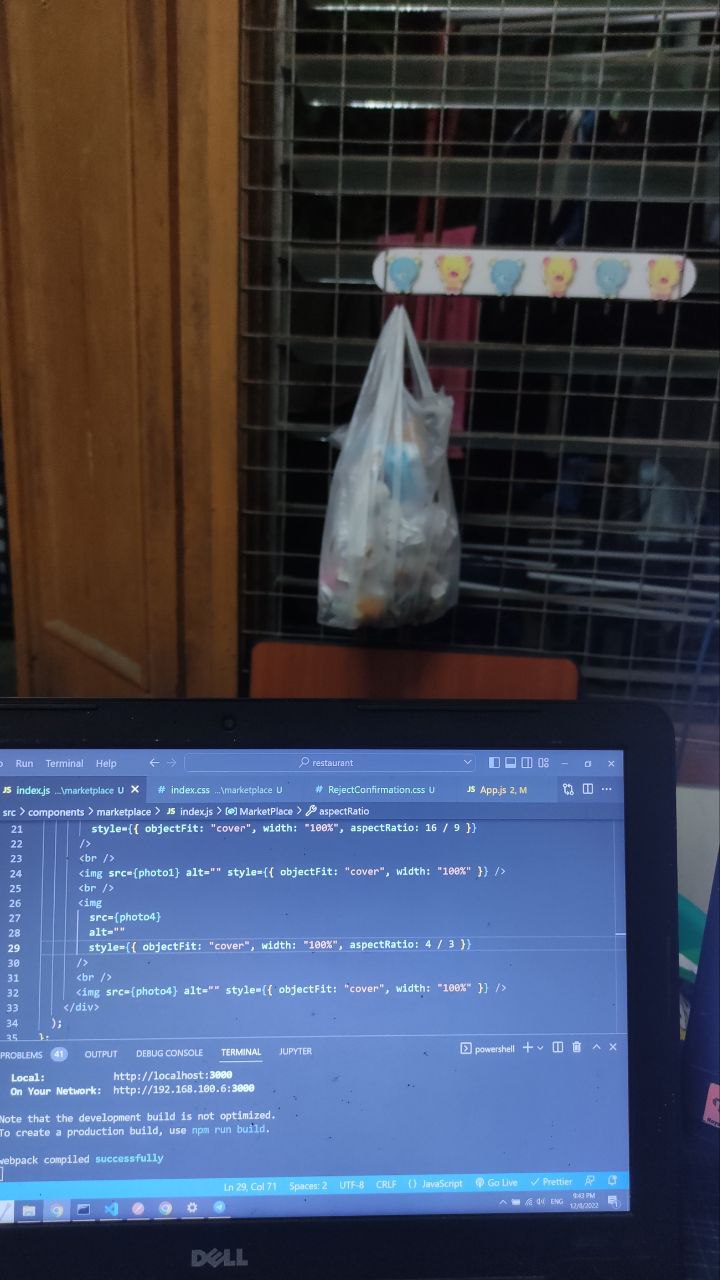 Run Terminal Help restaurant
index.js ...\marketplace U index.css ...\marketplace U RejectConfirmation.css U App.js 2, M
src > components > marketplace > JS index.js > MarketPlace > aspectRatio
21 style={{ objectFit: "cover", width: "100%", aspectRatio: 16 / 9 }}
22 />
23 <br />
24 <img src={photo1} alt="" style={{ objectFit: "cover", width: "100%" }} />
25 <br />
26 <img
27 src={photo4}
28 alt=""
29 style={{ objectFit: "cover", width: "100%", aspectRatio: 4 / 3 }}
30 />
31 <br />
32 <img src={photo4} alt="" style={{ objectFit: "cover", width: "100%" }} />
33 </div>
34 );
35 };
PROBLEMS 41 OUTPUT DEBUG CONSOLE TERMINAL JUPYTER powershell
Local: http://localhost:3000
On Your Network: http://192.168.100.6:3000
Note that the development build is not optimized.
To create a production build, use npm run build.
webpack compiled successfully
Ln 29, Col 71 Spaces: 2 UTF-8 CRLF {} JavaScript Go Live Prettier
ENG 9:43 PM
12/8/2022
DELL